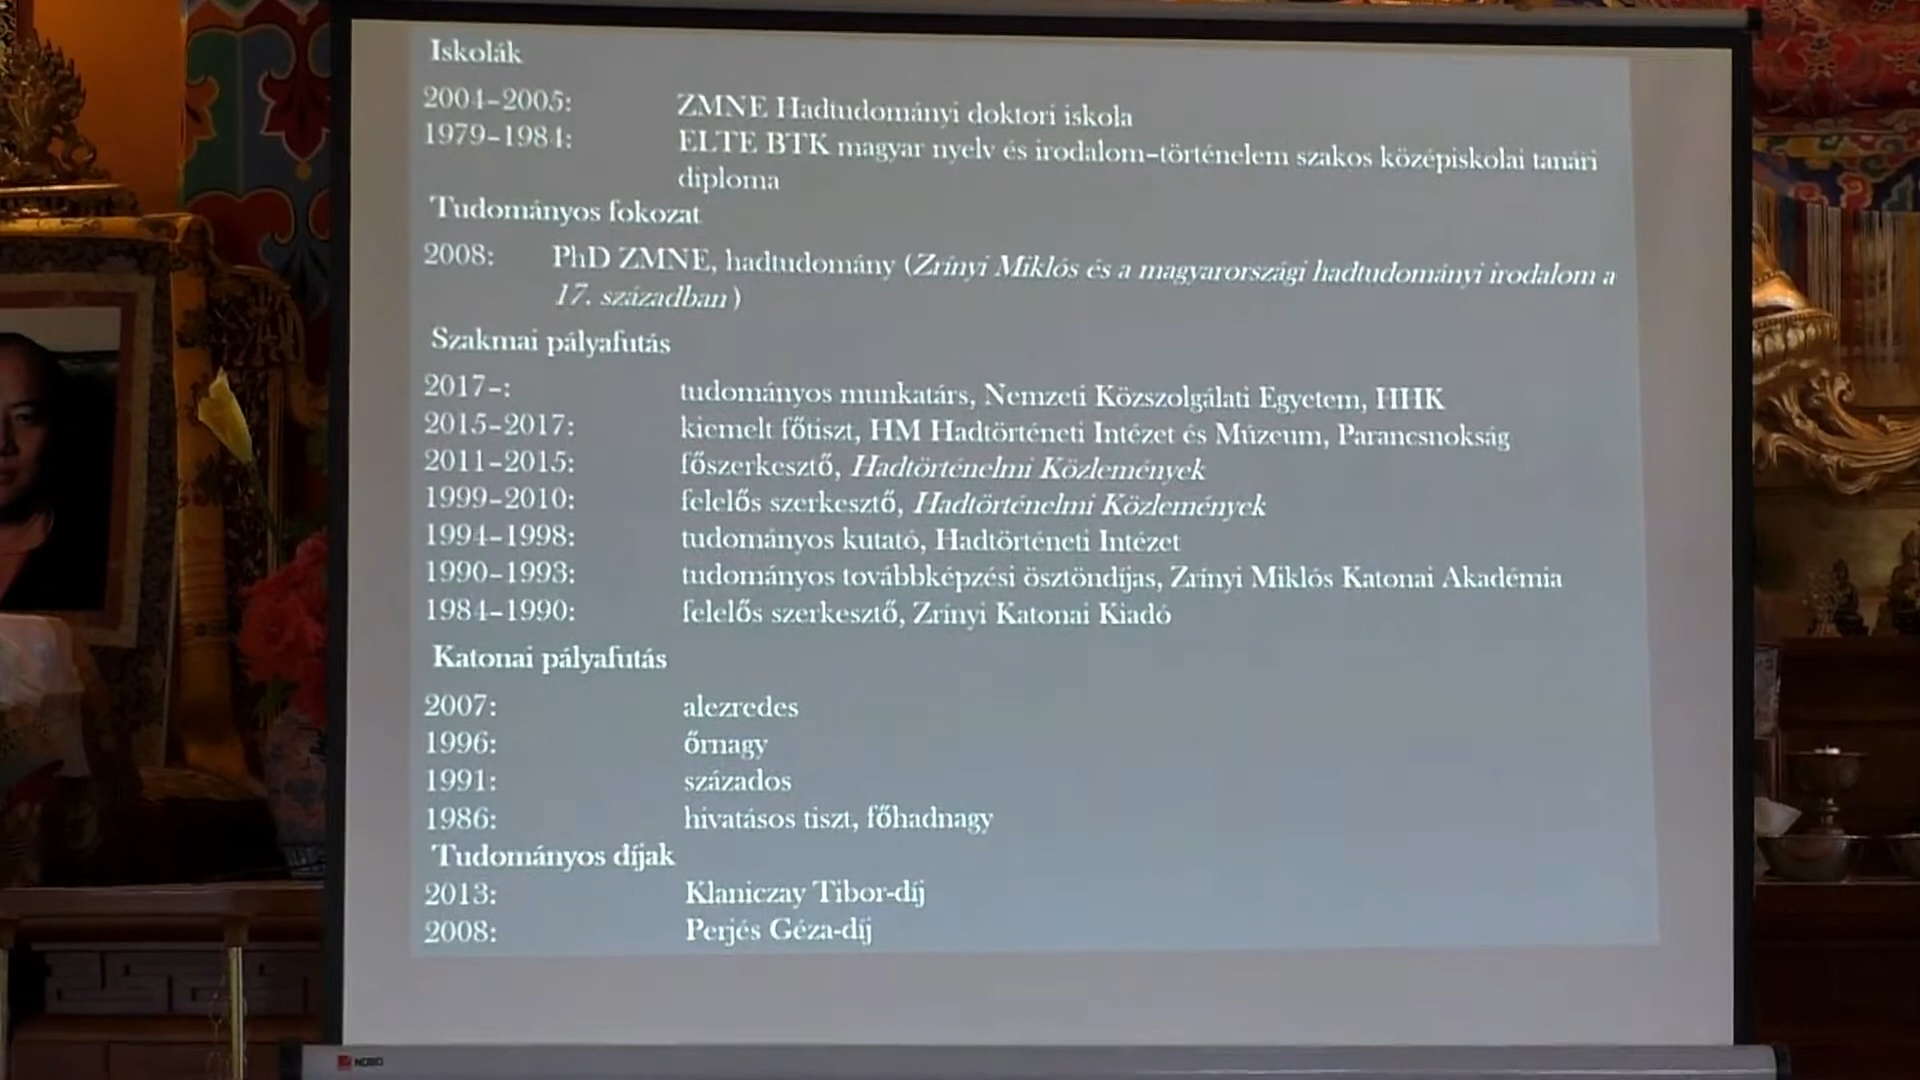 Iskolák
2004–2005: ZMNE Hadtudományi doktori iskola
1979–1984: ELTE BTK magyar nyelv és irodalom–történelem szakos középiskolai tanári
diploma
Tudományos fokozat
2008: PhD ZMNE, hadtudomány (Zrínyi Miklós és a magyarországi hadtudományi irodalom a
17. században)
Szakmai pályafutás
2017–: tudományos munkatárs, Nemzeti Közszolgálati Egyetem, HHK
2015–2017: kiemelt főtiszt, HM Hadtörténeti Intézet és Múzeum, Parancsnokság
2011–2015: főszerkesztő, Hadtörténelmi Közlemények
1999–2010: felelős szerkesztő, Hadtörténelmi Közlemények
1994–1998: tudományos kutató, Hadtörténeti Intézet
1990–1993: tudományos továbbképzési ösztöndíjas, Zrínyi Miklós Katonai Akadémia
1984–1990: felelős szerkesztő, Zrínyi Katonai Kiadó
Katonai pályafutás
2007: alezredes
1996: őrnagy
1991: százados
1986: hivatásos tiszt, főhadnagy
Tudományos díjak
2013: Klaniczay Tibor-díj
2008: Perjés Géza-díj
NOBO